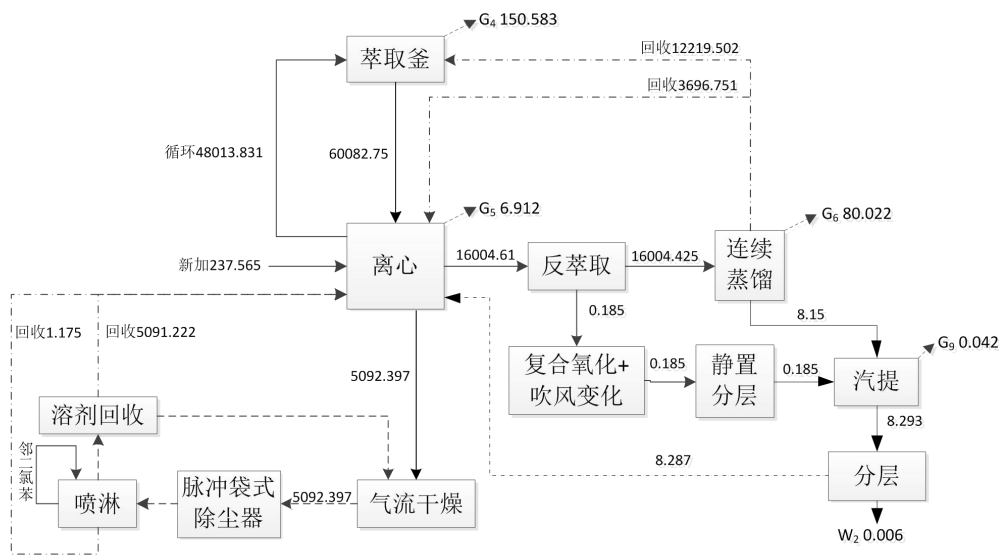 G₄ 150.583
萃取釜
回收12219.502
回收3696.751
循环48013.831
60082.75
G₅ 6.912
G₆ 80.022
离心
16004.61
反萃取
16004.425
连续
蒸馏
新加237.565
0.185
8.15
回收1.175
回收5091.222
G₉ 0.042
复合氧化+
吹风变化
0.185
静置
分层
0.185
汽提
5092.397
8.293
溶剂回收
邻二氯苯
8.287
分层
喷淋
脉冲袋式
除尘器
5092.397
气流干燥
W₂ 0.006